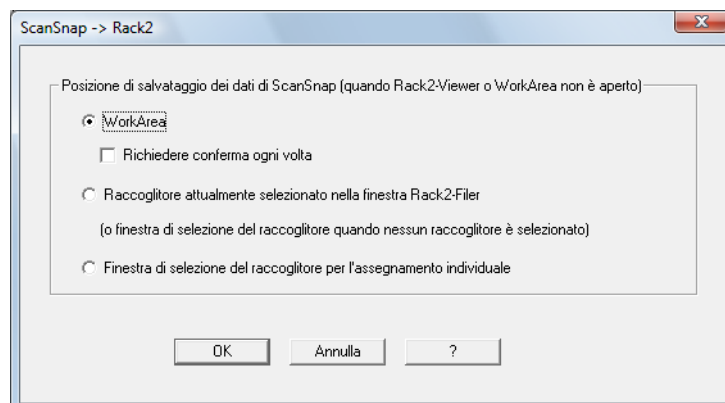 ScanSnap -> Rack2
Posizione di salvataggio dei dati di ScanSnap (quando Rack2-Viewer o WorkArea non è aperto)
WorkArea
Richiedere conferma ogni volta
Raccoglitore attualmente selezionato nella finestra Rack2-Filer
(o finestra di selezione del raccoglitore quando nessun raccoglitore è selezionato)
Finestra di selezione del raccoglitore per l'assegnamento individuale
OK Annulla ?